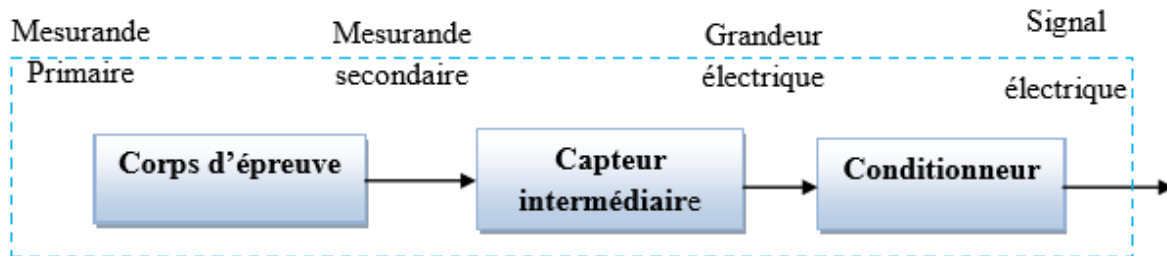 Mesurande
Primaire
Mesurande
secondaire
Grandeur
électrique
Signal
électrique
Corps d’épreuve
Capteur
intermédiaire
Conditionneur